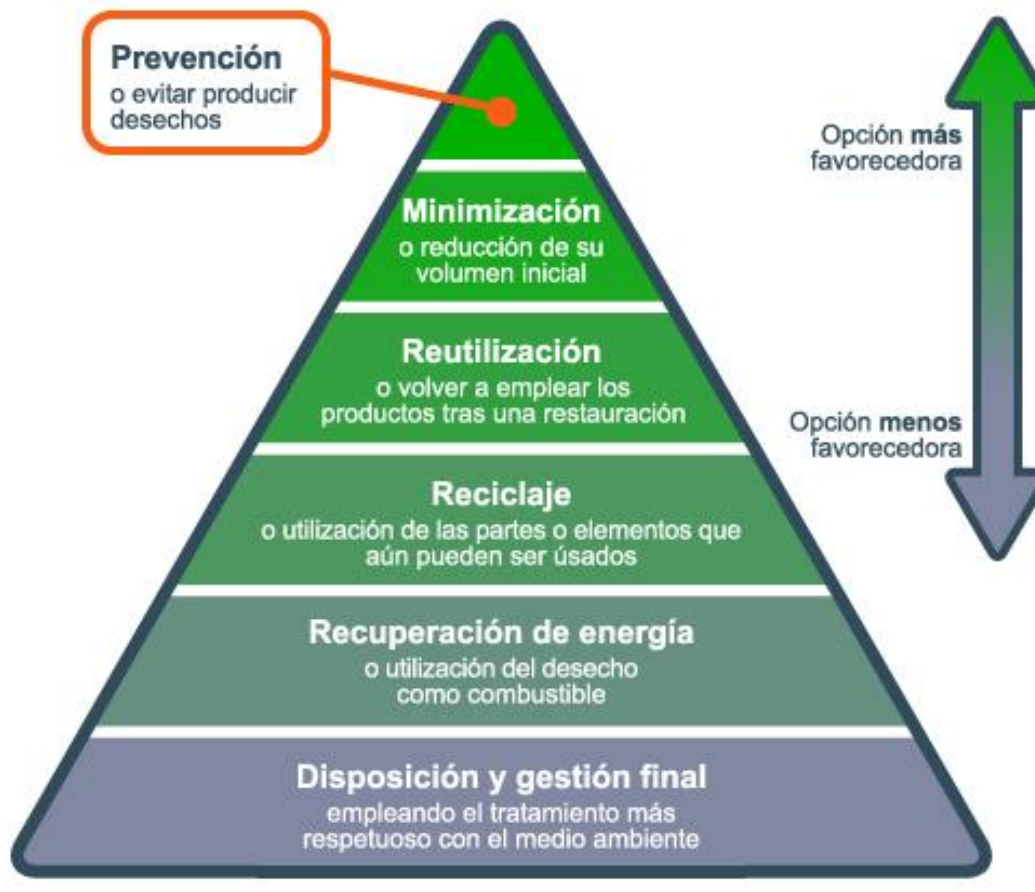 Prevención
o evitar producir
desechos
Opción más
favorecedora
Minimización
o reducción de su
volumen inicial
Reutilización
o volver a emplear los
productos tras una restauración
Opción menos
favorecedora
Reciclaje
o utilización de las partes o elementos que
aún pueden ser úsados
Recuperación de energía
o utilización del desecho
como combustible
Disposición y gestión final
empleando el tratamiento más
respetuoso con el medio ambiente